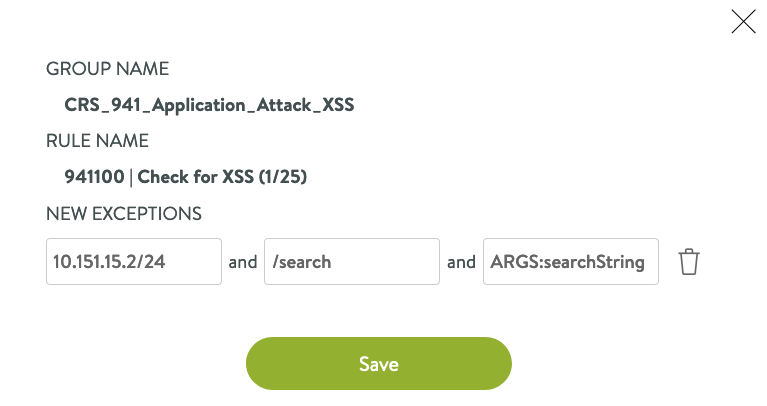 GROUP NAME
CRS_941_Application_Attack_XSS
RULE NAME
941100 | Check for XSS (1/25)
NEW EXCEPTIONS
10.151.15.2/24 and /search and ARGS:searchString
Save